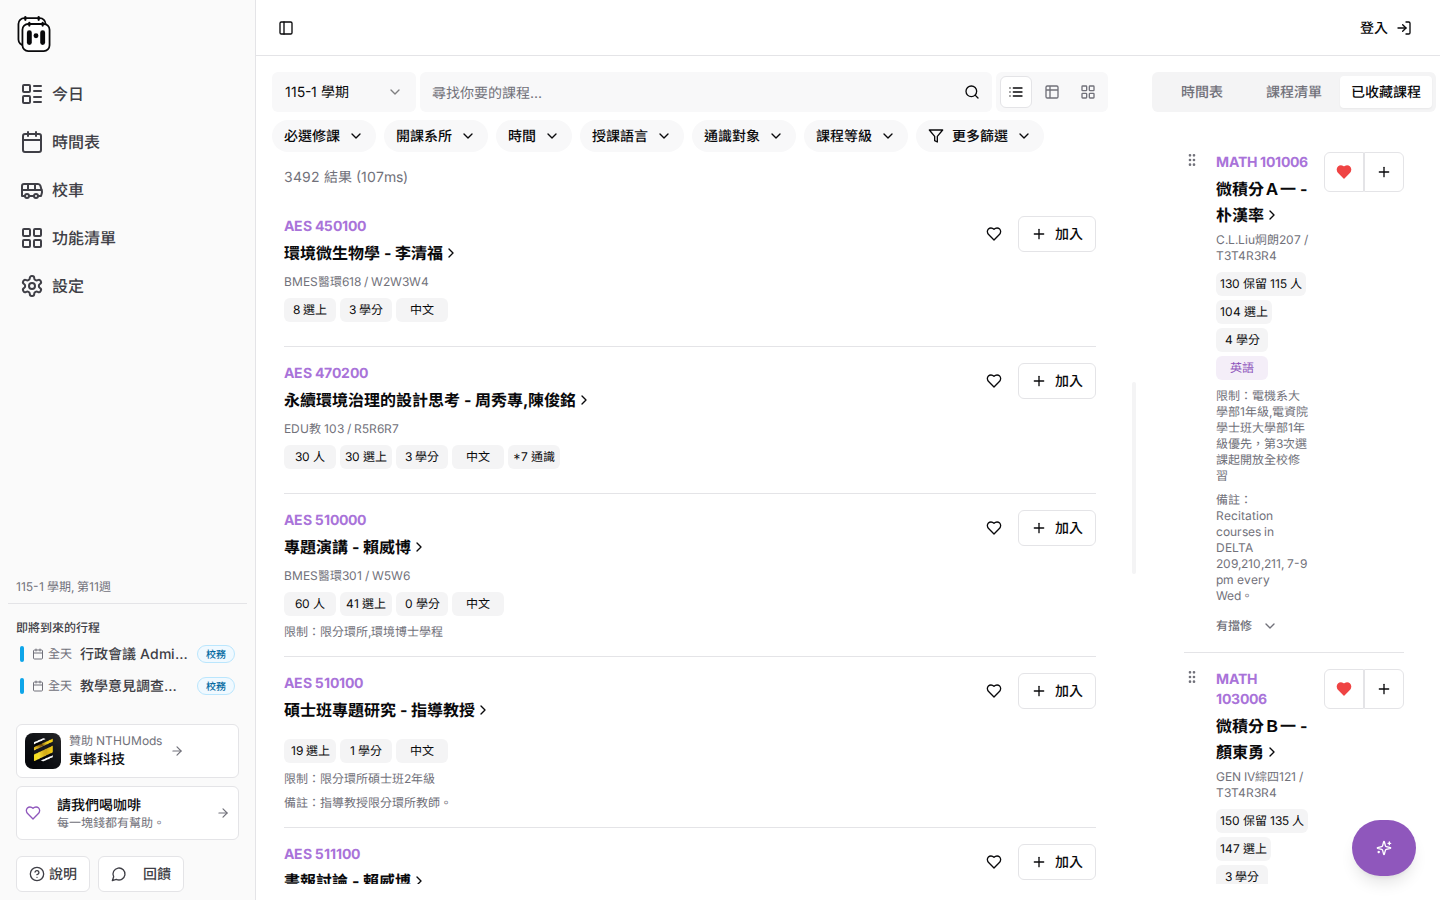 今日
時間表
校車
功能清單
設定
115-1 學期, 第11週
即將到來的行程
全天 行政會議 Admi... 校務
全天 教學意見調查... 校務
贊助 NTHUMods
東蜂科技
請我們喝咖啡
每一塊錢都有幫助。
說明 回饋
登入
115-1 學期 尋找你要的課程...
必選修課 開課系所 時間 授課語言 通識對象 課程等級 更多篩選
3492 結果 (107ms)
AES 450100
環境微生物學 - 李清福
加入
BMES醫環618 / W2W3W4
8 選上 3 學分 中文
AES 470200
永續環境治理的設計思考 - 周秀專,陳俊銘
加入
EDU教 103 / R5R6R7
30 人 30 選上 3 學分 中文 *7 通識
AES 510000
專題演講 - 賴威博
加入
BMES醫環301 / W5W6
60 人 41 選上 0 學分 中文
限制：限分環所,環境博士學程
AES 510100
碩士班專題研究 - 指導教授
加入
19 選上 1 學分 中文
限制：限分環所碩士班2年級
備註：指導教授限分環所教師。
AES 511100
書報討論 - 賴威博
加入
時間表 課程清單 已收藏課程
MATH 101006
微積分A一 -
朴漢率
C.L.Liu炯朗207 /
T3T4R3R4
130 保留 115 人
104 選上
4 學分
英語
限制：電機系大
學部1年級,電資院
學士班大學部1年
級優先，第3次選
課起開放全校修
習
備註：
Recitation
courses in
DELTA
209,210,211, 7-9
pm every
Wed。
有擋修
MATH
103006
微積分B一 -
顏東勇
GEN IV綜四121 /
T3T4R3R4
150 保留 135 人
147 選上
3 學分